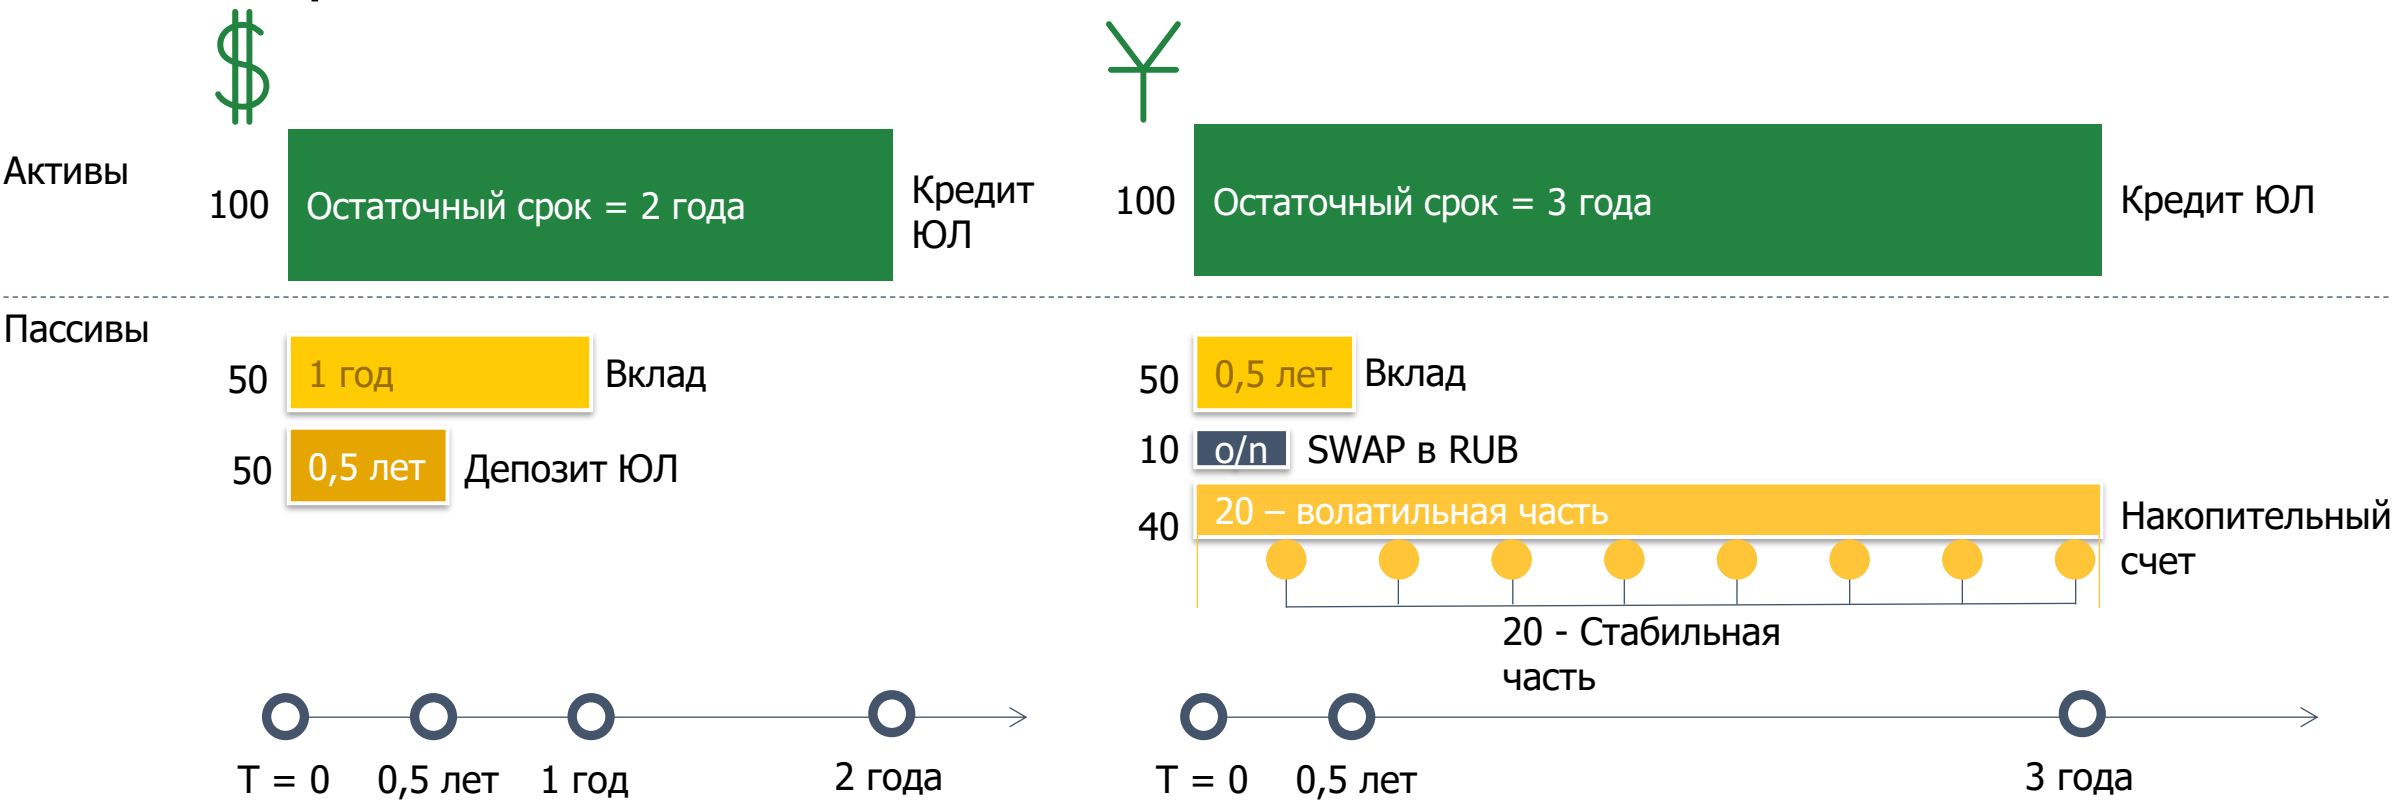 Активы
100
Остаточный срок = 2 года
Кредит
ЮЛ
100
Остаточный срок = 3 года
Кредит ЮЛ
Пассивы
50
1 год
Вклад
50
0,5 лет
Депозит ЮЛ
50
0,5 лет
Вклад
10
o/n
SWAP в RUB
40
20 – волатильная часть
Накопительный
счет
20 - Стабильная
часть
T = 0
0,5 лет
1 год
2 года
T = 0
0,5 лет
3 года